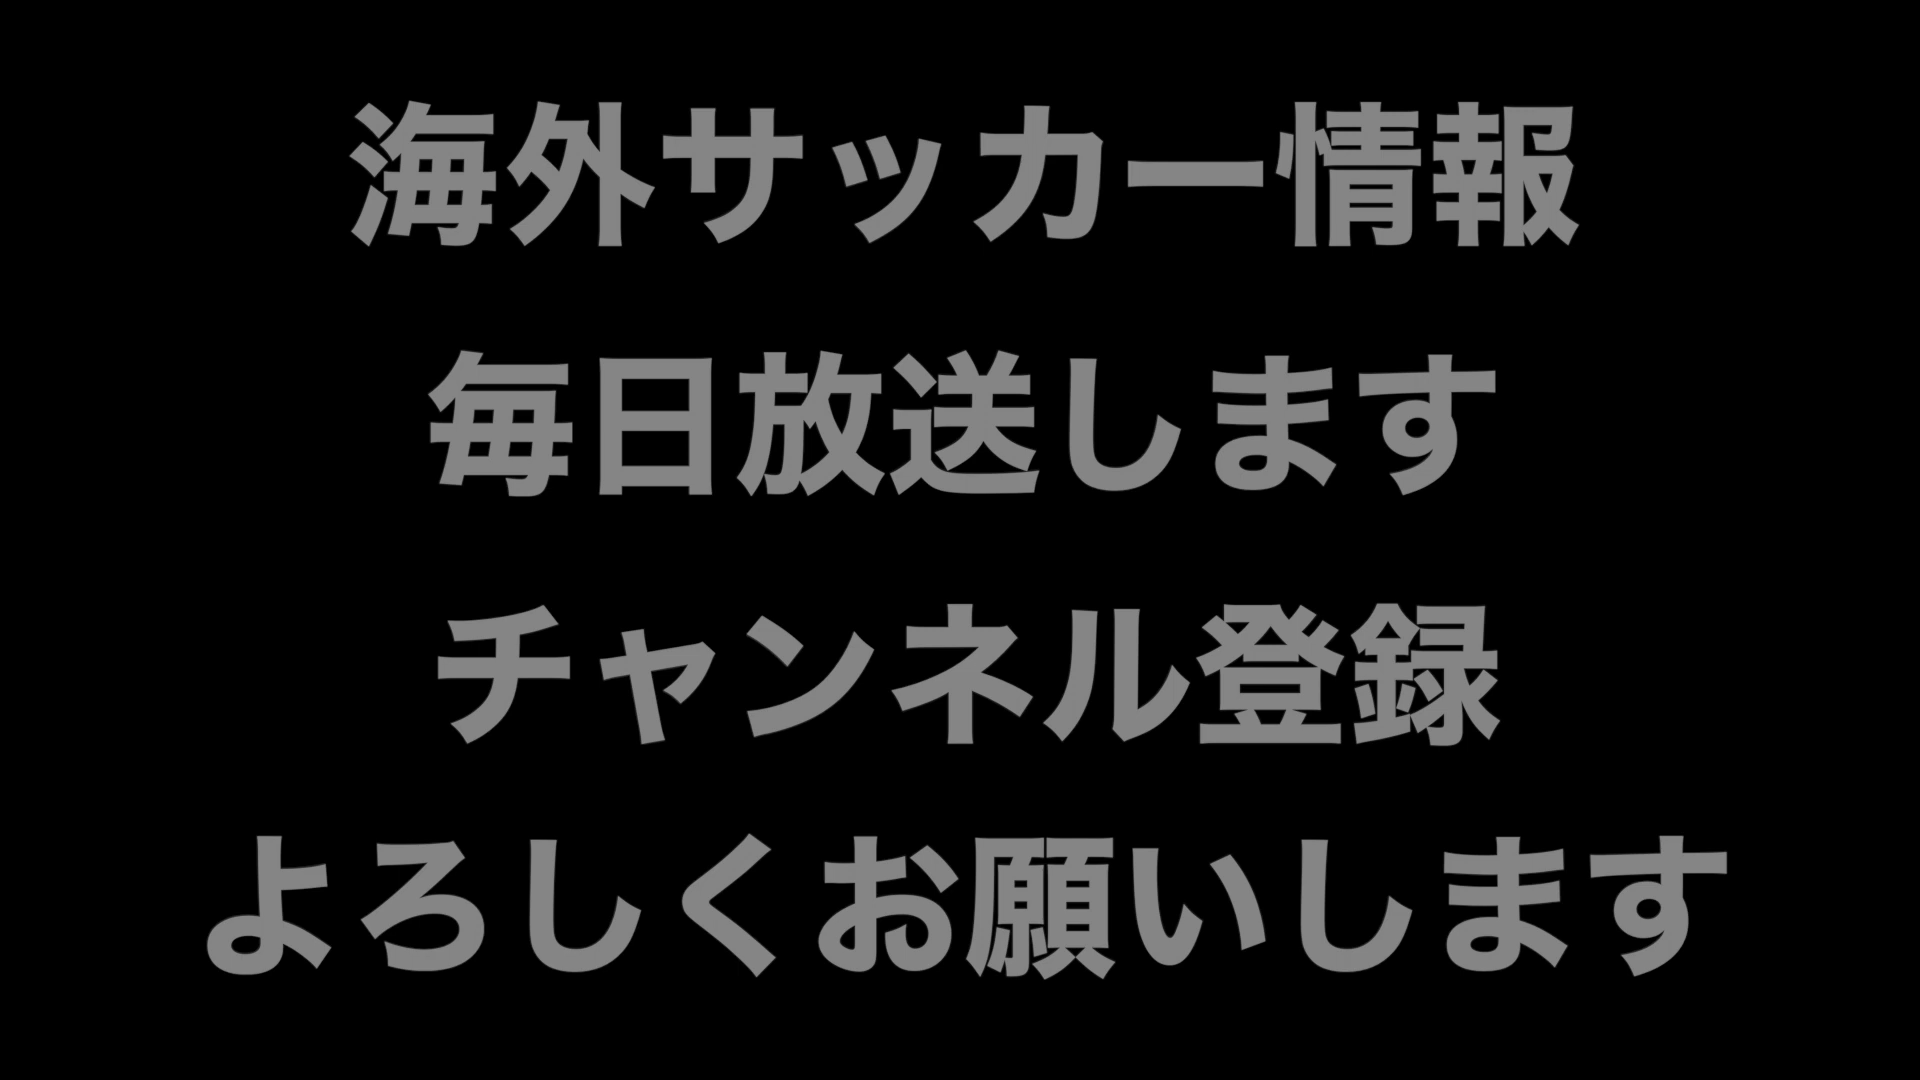 海外サッカー情報
毎日放送します
チャンネル登録
よろしくお願いします